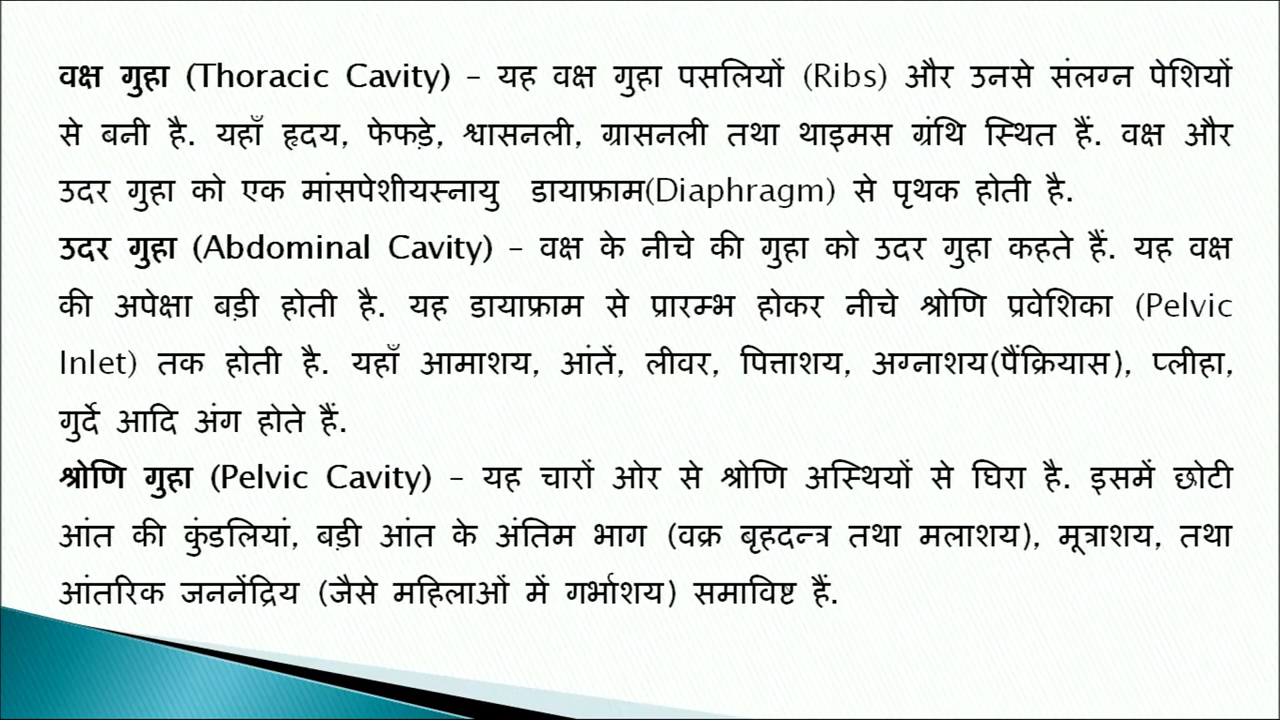 वक्ष गुहा (Thoracic Cavity) – यह वक्ष गुहा पसलियों (Ribs) और उनसे संलग्न पेशियों
से बनी है. यहाँ हृदय, फेफड़े, श्वासनली, ग्रासनली तथा थाइमस ग्रंथि स्थित हैं. वक्ष और
उदर गुहा को एक मांसपेशीयस्नायु डायाफ्राम(Diaphragm) से पृथक होती है.
उदर गुहा (Abdominal Cavity) – वक्ष के नीचे की गुहा को उदर गुहा कहते हैं. यह वक्ष
की अपेक्षा बड़ी होती है. यह डायाफ्राम से प्रारम्भ होकर नीचे श्रोणि प्रवेशिका (Pelvic
Inlet) तक होती है. यहाँ आमाशय, आंतें, लीवर, पित्ताशय, अग्नाशय(पैंक्रियास), प्लीहा,
गुर्दे आदि अंग होते हैं.
श्रोणि गुहा (Pelvic Cavity) – यह चारों ओर से श्रोणि अस्थियों से घिरा है. इसमें छोटी
आंत की कुंडलियां, बड़ी आंत के अंतिम भाग (वक्र बृहदन्त्र तथा मलाशय), मूत्राशय, तथा
आंतरिक जननेंद्रिय (जैसे महिलाओं में गर्भाशय) समाविष्ट हैं.